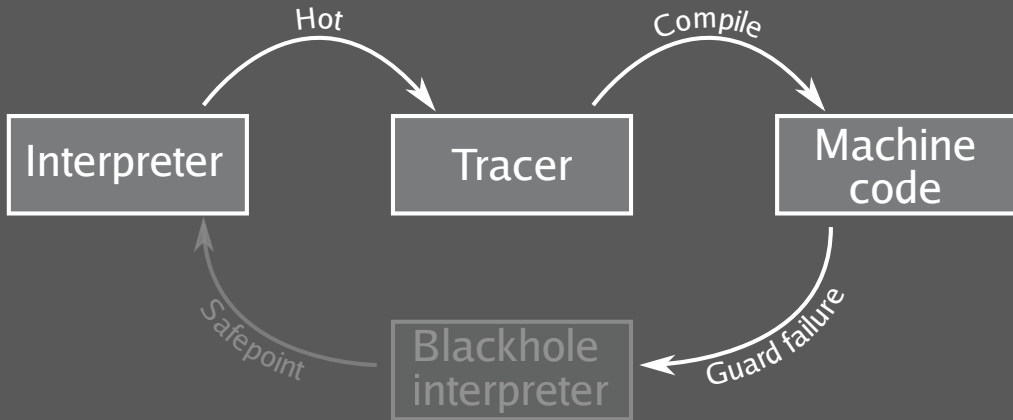 Hot
Compile
Interpreter
Tracer
Machine
code
Safepoint
Blackhole
interpreter
Guard failure